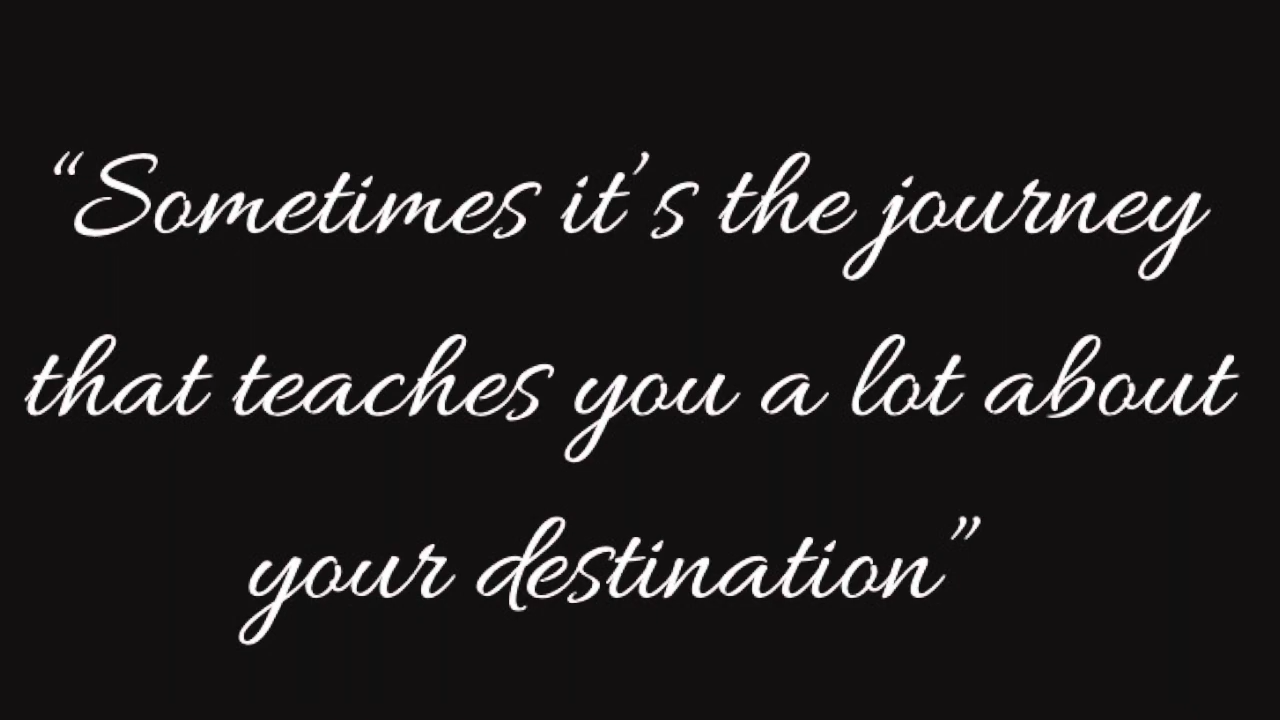 “Sometimes it’s the journey
that teaches you a lot about
your destination”